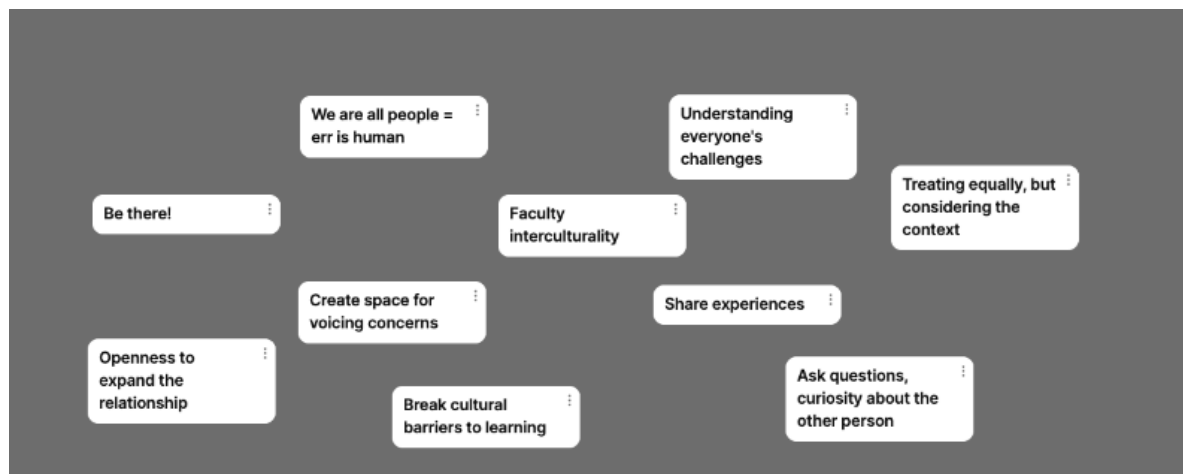 We are all people =
err is human
Understanding
everyone's
challenges
Treating equally, but
considering the
context
Be there!
Faculty
interculturality
Create space for
voicing concerns
Share experiences
Openness to
expand the
relationship
Ask questions,
curiosity about the
other person
Break cultural
barriers to learning